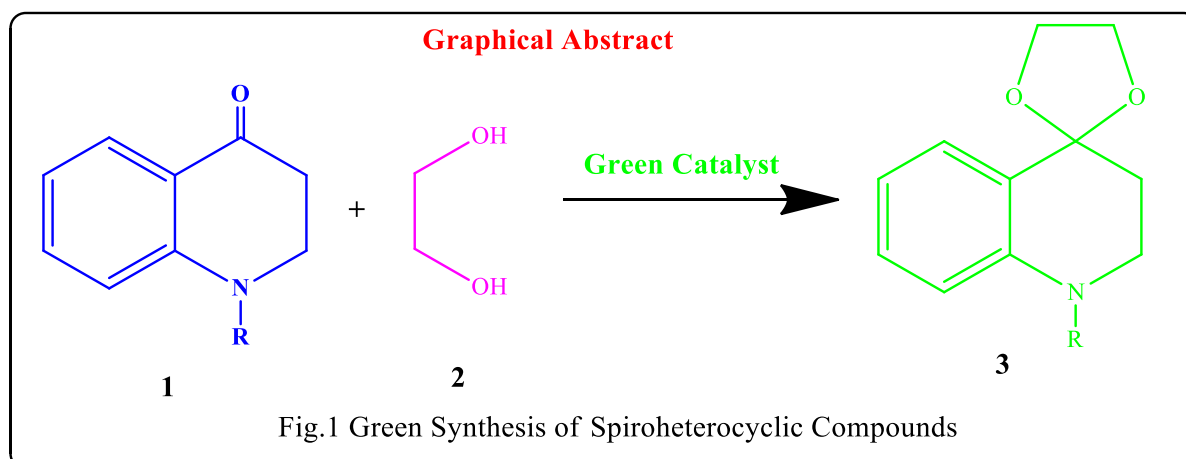 Graphical Abstract
O
N
R
1
+
OH
OH
2
Green Catalyst
O
O
N
R
3
Fig.1 Green Synthesis of Spiroheterocyclic Compounds